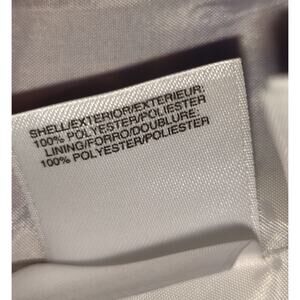 SHELL/EXTERIOR/EXTERIEUR:
100% POLYESTER/POLIESTER
LINING/FORRO/DOUBLURE:
100% POLYESTER/POLIESTER